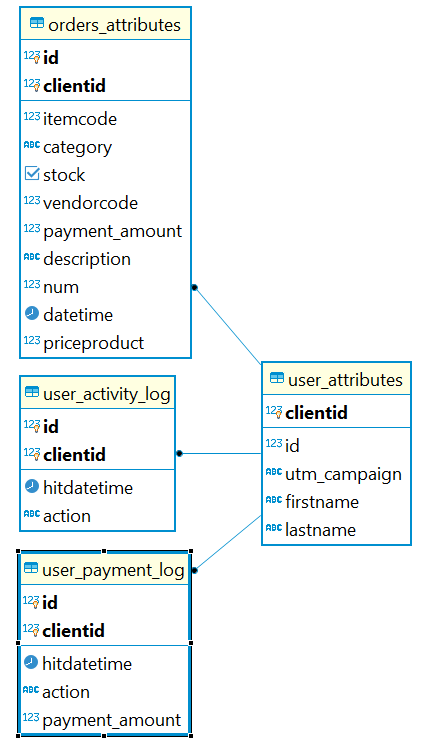 orders_attributes
123 id
123 clientid
123 itemcode
ABC category
stock
123 vendorcode
123 payment_amount
ABC description
123 num
datetime
123 priceproduct
user_activity_log
123 id
123 clientid
hitdatetime
ABC action
user_attributes
123 clientid
123 id
ABC utm_campaign
ABC firstname
ABC lastname
user_payment_log
123 id
123 clientid
hitdatetime
ABC action
123 payment_amount